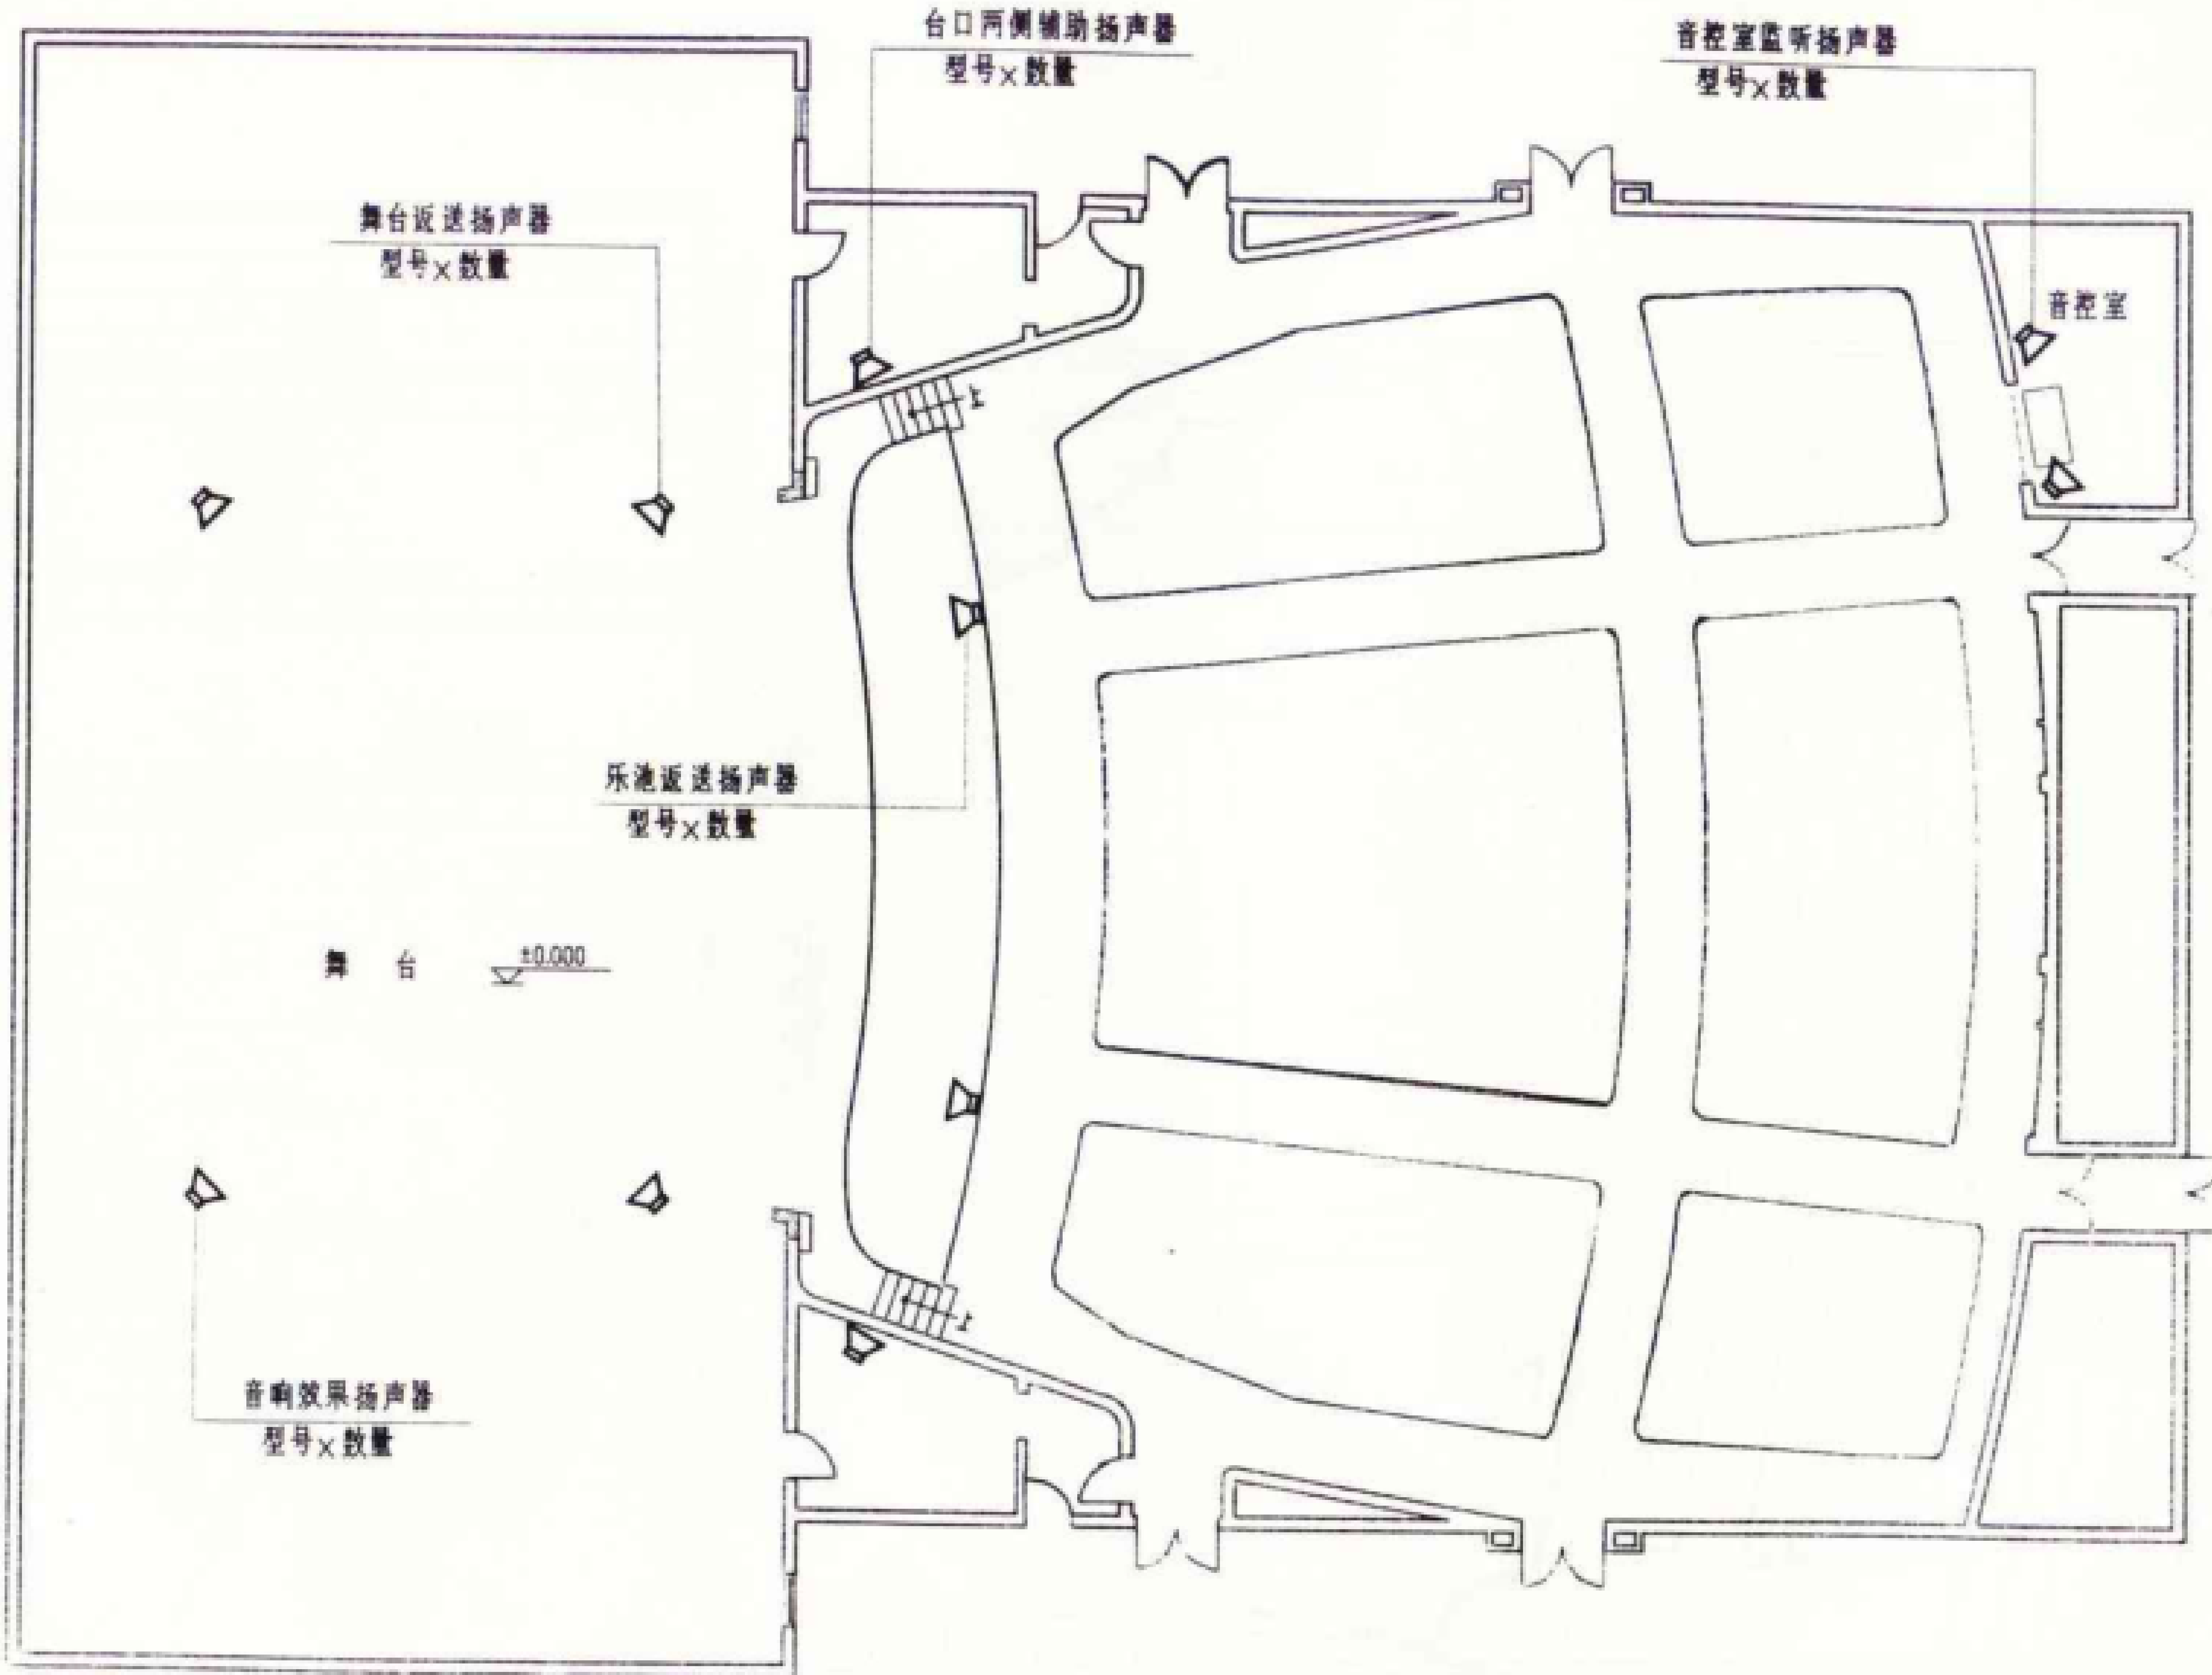 台口两侧辅助扬声器
型号×数量
音控室监听扬声器
型号×数量
舞台返送扬声器
型号×数量
音控室
上
乐池返送扬声器
型号×数量
舞 台
±0.000
上
音响效果扬声器
型号×数量